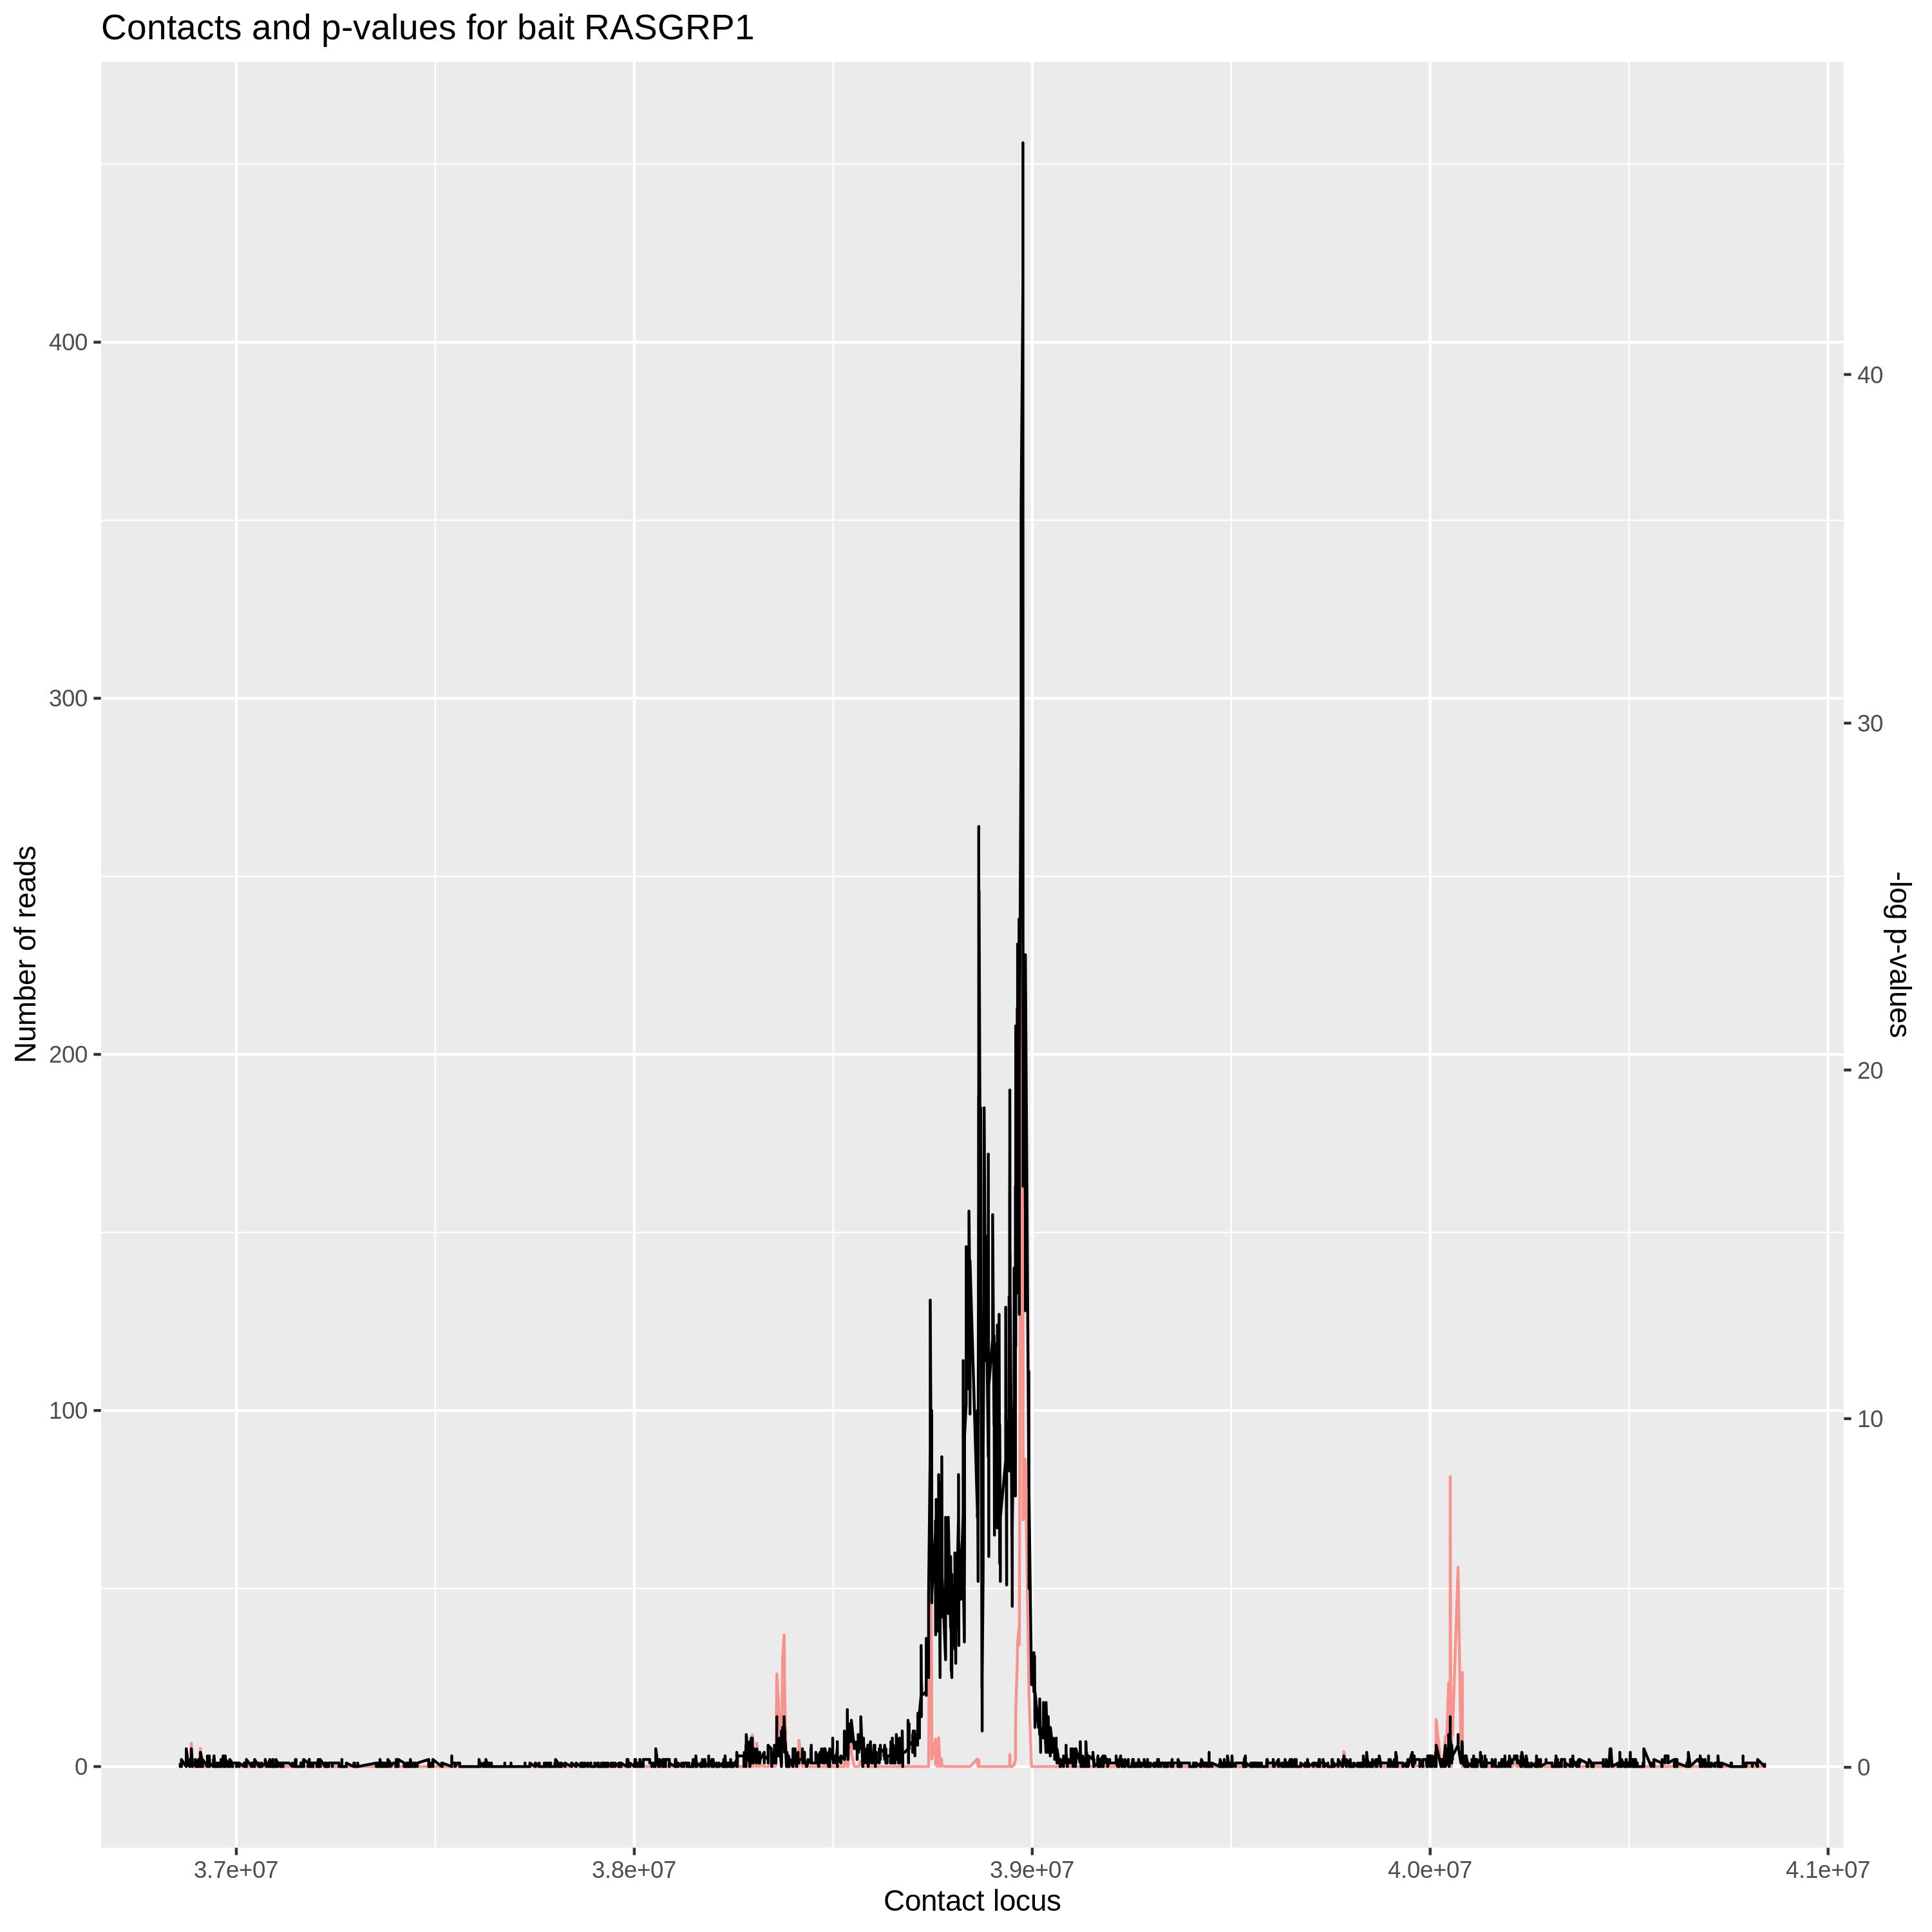 Contacts and p-values for bait RASGRP1
Number of reads
400
300
200
100
0
40
30
20
10
0
-log p-values
3.7e+07
3.8e+07
3.9e+07
4.0e+07
4.1e+07
Contact locus